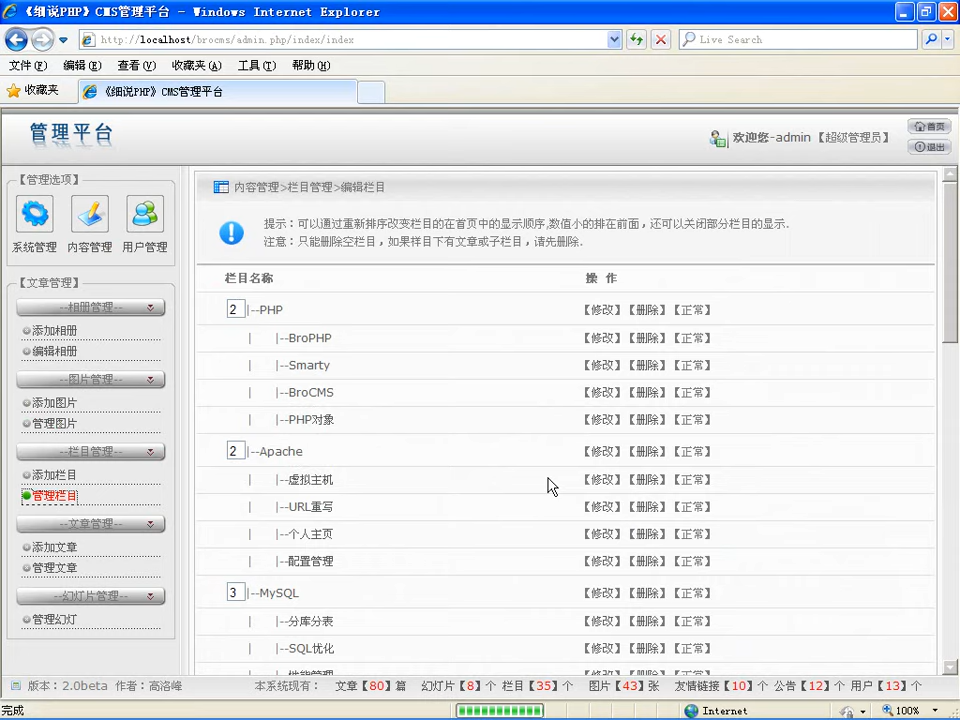 《细说PHP》CMS管理平台 - Windows Internet Explorer
http://localhost/brocms/admin.php/index/index
Live Search
文件(F) 编辑(E) 查看(V) 收藏夹(A) 工具(T) 帮助(H)
收藏夹 《细说PHP》CMS管理平台
管理平台
欢迎您-admin 【超级管理员】
首页
退出
【管理选项】
系统管理 内容管理 用户管理
【文章管理】
--相册管理--
添加相册
编辑相册
--图片管理--
添加图片
管理图片
--栏目管理--
添加栏目
管理栏目
--文章管理--
添加文章
管理文章
--幻灯片管理--
管理幻灯
内容管理>栏目管理>编辑栏目
提示：可以通过重新排序改变栏目的在首页中的显示顺序,数值小的排在前面，还可以关闭部分栏目的显示.
注意：只能删除空栏目，如果样目下有文章或子栏目，请先删除.
栏目名称 操 作
2 |--PHP 【修改】【删除】【正常】
| |--BroPHP 【修改】【删除】【正常】
| |--Smarty 【修改】【删除】【正常】
| |--BroCMS 【修改】【删除】【正常】
| |--PHP对象 【修改】【删除】【正常】
2 |--Apache 【修改】【删除】【正常】
| |--虚拟主机 【修改】【删除】【正常】
| |--URL重写 【修改】【删除】【正常】
| |--个人主页 【修改】【删除】【正常】
| |--配置管理 【修改】【删除】【正常】
3 |--MySQL 【修改】【删除】【正常】
| |--分库分表 【修改】【删除】【正常】
| |--SQL优化 【修改】【删除】【正常】
版本：2.0beta 作者：高洛峰 本系统现有： 文章【80】篇 幻灯片【8】个 栏目【35】个 图片【43】张 友情链接【10】个 公告【12】个 用户【13】个
完成 Internet 100%